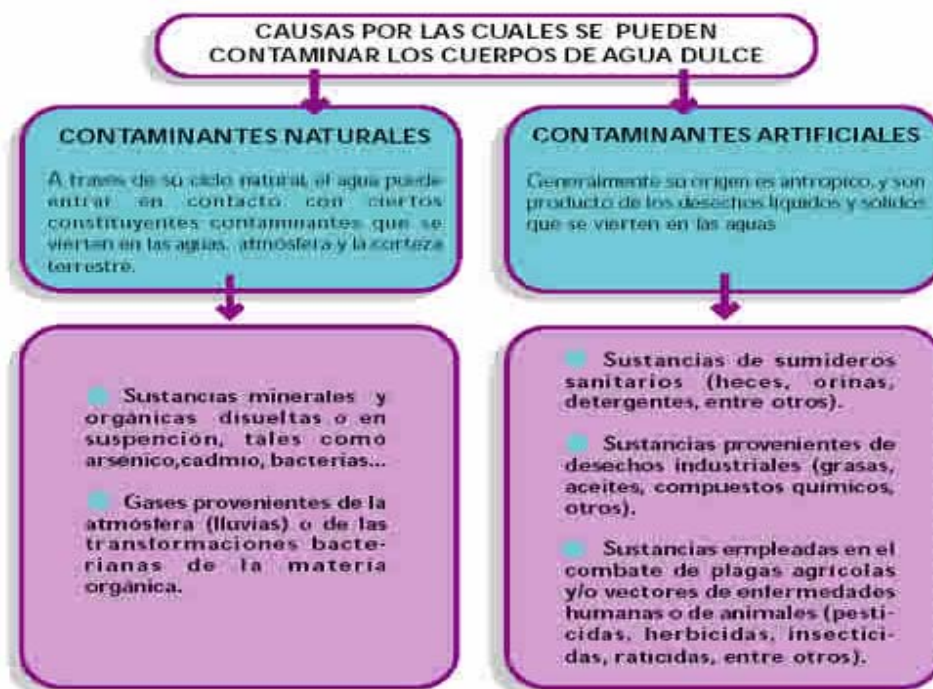 CAUSAS POR LAS CUALES SE PUEDEN
CONTAMINAR LOS CUERPOS DE AGUA DULCE
CONTAMINANTES NATURALES
A traves de su ciclo natural, el agua puede
entrar en contacto con ciertos
constituyentes contaminantes que se
vierten en las aguas, atmósfera y la corteza
terrestre.
Sustancias minerales y
orgánicas disueltas o en
suspención, tales como
arsénico,cadmio, bacterias...
Gases provenientes de la
atmósfera (lluvias) o de las
transformaciones bacte-
rianas de la materia
orgánica.
CONTAMINANTES ARTIFICIALES
Generalmente su origen es antropico, y son
producto de los desechos líquidos y solidos
que se vierten en las aguas
Sustancias de sumideros
sanitarios (heces, orinas,
detergentes, entre otros).
Sustancias provenientes de
desechos industriales (grasas,
aceites, compuestos químicos,
otros).
Sustancias empleadas en el
combate de plagas agrícolas
y/o vectores de enfermedades
humanas o de animales (pesti-
cidas, herbicidas, insectici-
das, raticidas, entre otros).